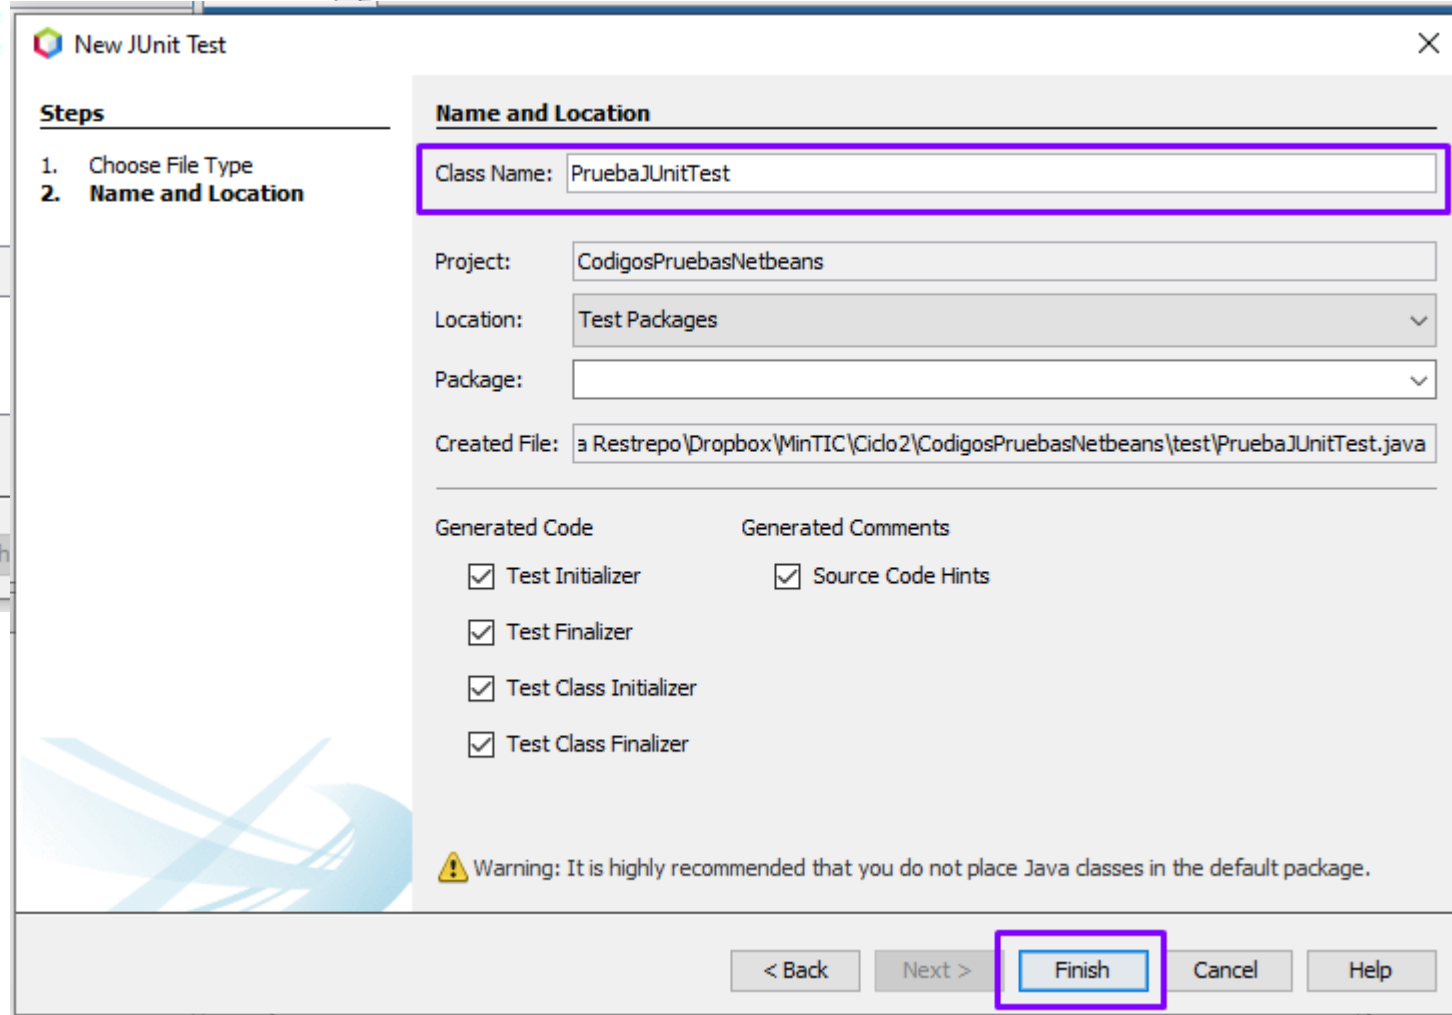 New JUnit Test
Steps
1. Choose File Type
2. Name and Location
Name and Location
Class Name: PruebaJUnitTest
Project: CodigosPruebasNetbeans
Location: Test Packages
Package:
Created File: a Restrepo\Dropbox\MinTIC\Ciclo2\CodigosPruebasNetbeans\test\PruebaJUnitTest.java
Generated Code
Generated Comments
Test Initializer
Source Code Hints
Test Finalizer
Test Class Initializer
Test Class Finalizer
Warning: It is highly recommended that you do not place Java classes in the default package.
< Back
Next >
Finish
Cancel
Help